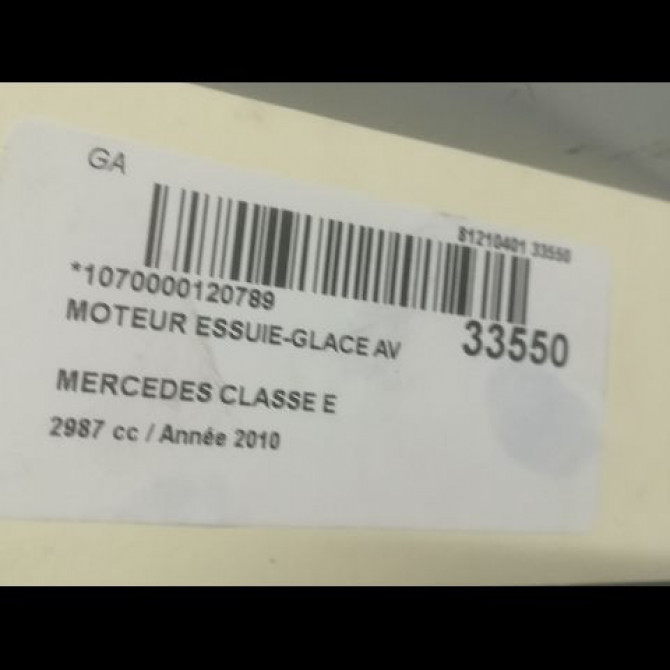 GA
81210401 33550
*1070000120789
MOTEUR ESSUIE-GLACE AV 33550
MERCEDES CLASSE E
2987 cc / Année 2010